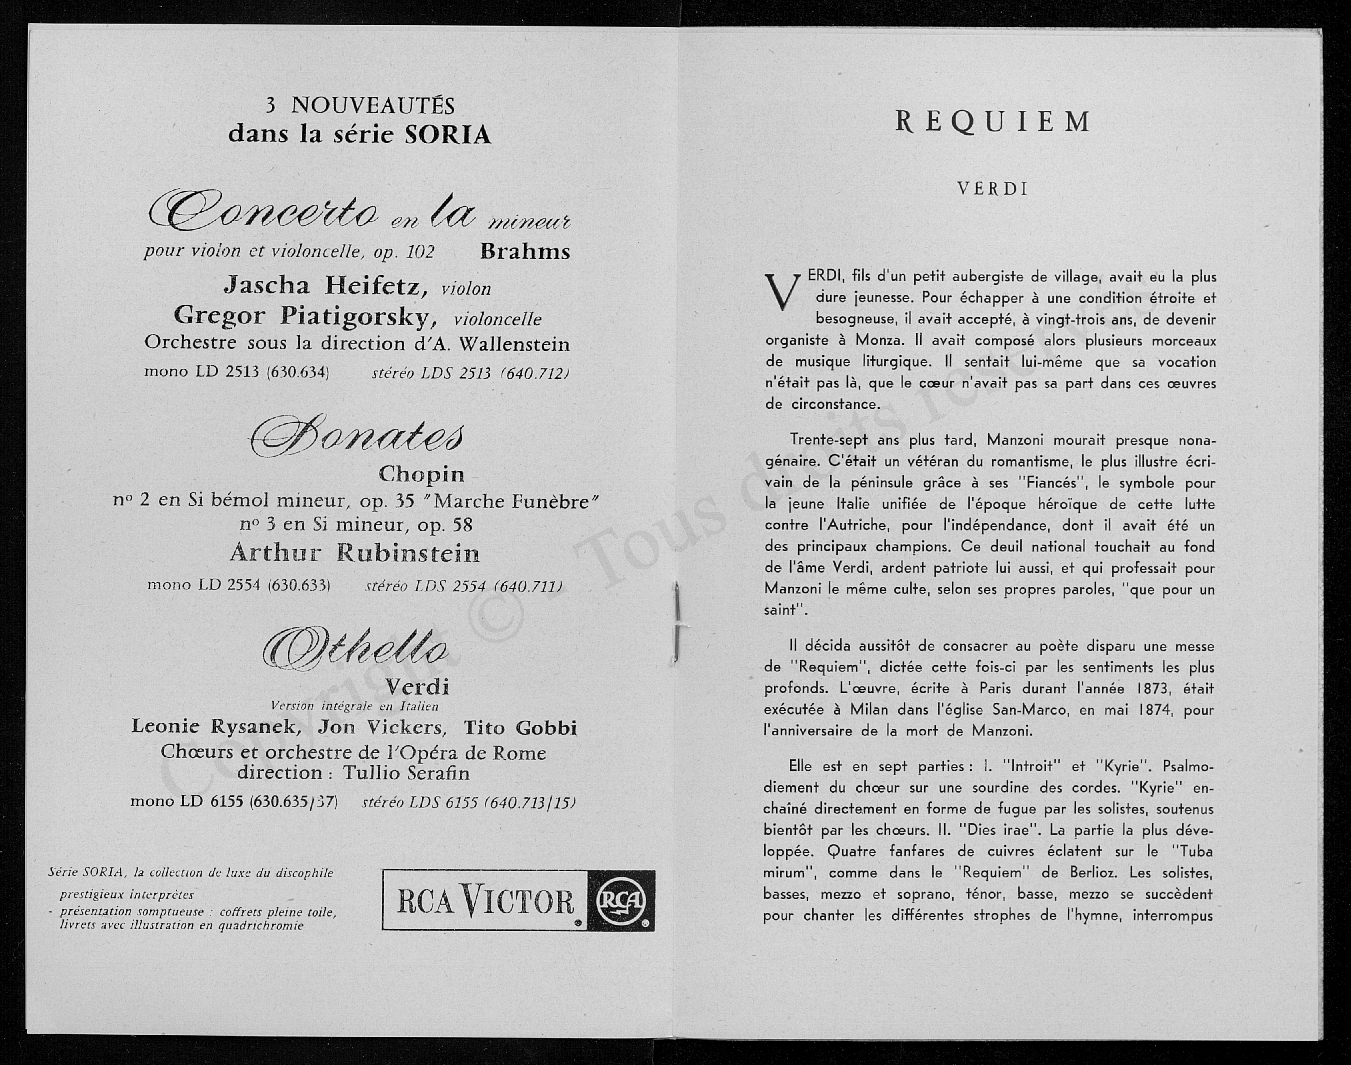 3 NOUVEAUTÉS
dans la série SORIA
Concerto en la mineur
pour violon et violoncelle, op. 102 Brahms
Jascha Heifetz, violon
Gregor Piatigorsky, violoncelle
Orchestre sous la direction d'A. Wallenstein
mono LD 2513 (630.634) stéréo LDS 2513 (640.712)
Sonates
Chopin
nº 2 en Si bémol mineur, op. 35 "Marche Funèbre"
nº 3 en Si mineur, op. 58
Arthur Rubinstein
mono LD 2554 (630.633) stéréo LDS 2554 (640.711)
Othello
Verdi
Version intégrale en Italien
Leonie Rysanek, Jon Vickers, Tito Gobbi
Chœurs et orchestre de l'Opéra de Rome
direction : Tullio Serafin
mono LD 6155 (630.635/37) stéréo LDS 6155 (640.713/15)
Série SORIA, la collection de luxe du discophile
prestigieux interprètes
- présentation somptueuse : coffrets pleine toile,
livrets avec illustration en quadrichromie
RCA VICTOR ® RCA ®
REQUIEM
VERDI
VERDI, fils d'un petit aubergiste de village, avait eu la plus
dure jeunesse. Pour échapper à une condition étroite et
besogneuse, il avait accepté, à vingt-trois ans, de devenir
organiste à Monza. Il avait composé alors plusieurs morceaux
de musique liturgique. Il sentait lui-même que sa vocation
n'était pas là, que le cœur n'avait pas sa part dans ces œuvres
de circonstance.
Trente-sept ans plus tard, Manzoni mourait presque nona-
génaire. C'était un vétéran du romantisme, le plus illustre écri-
vain de la péninsule grâce à ses "Fiancés", le symbole pour
la jeune Italie unifiée de l'époque héroïque de cette lutte
contre l'Autriche, pour l'indépendance, dont il avait été un
des principaux champions. Ce deuil national touchait au fond
de l'âme Verdi, ardent patriote lui aussi, et qui professait pour
Manzoni le même culte, selon ses propres paroles, "que pour un
saint".
Il décida aussitôt de consacrer au poète disparu une messe
de "Requiem", dictée cette fois-ci par les sentiments les plus
profonds. L'œuvre, écrite à Paris durant l'année 1873, était
exécutée à Milan dans l'église San-Marco, en mai 1874, pour
l'anniversaire de la mort de Manzoni.
Elle est en sept parties : I. "Introit" et "Kyrie". Psalmo-
diement du chœur sur une sourdine des cordes. "Kyrie" en-
chaîné directement en forme de fugue par les solistes, soutenus
bientôt par les chœurs. II. "Dies irae". La partie la plus déve-
loppée. Quatre fanfares de cuivres éclatent sur le "Tuba
mirum", comme dans le "Requiem" de Berlioz. Les solistes,
basses, mezzo et soprano, ténor, basse, mezzo se succèdent
pour chanter les différentes strophes de l'hymne, interrompus
Copyright © - Tous droits réservés